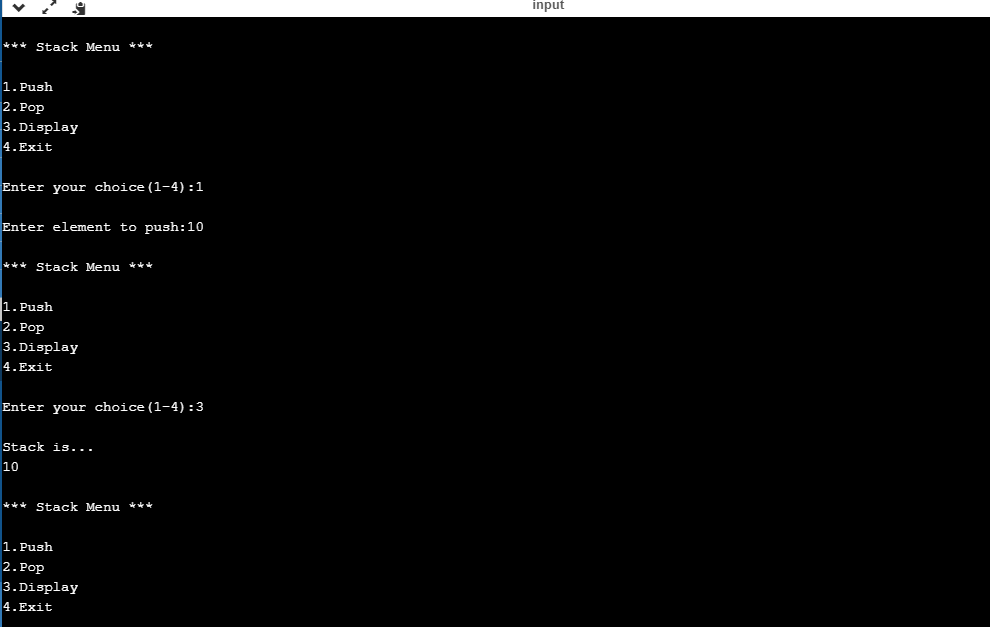 input
*** Stack Menu ***
1.Push
2.Pop
3.Display
4.Exit
Enter your choice(1-4):1
Enter element to push:10
*** Stack Menu ***
1.Push
2.Pop
3.Display
4.Exit
Enter your choice(1-4):3
Stack is...
10
*** Stack Menu ***
1.Push
2.Pop
3.Display
4.Exit